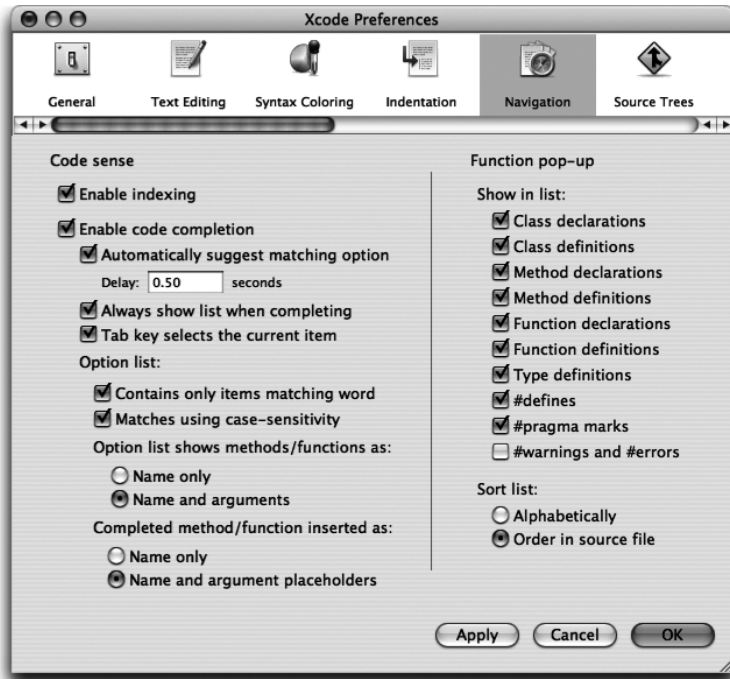 Xcode Preferences
General Text Editing Syntax Coloring Indentation Navigation Source Trees
Code sense
Enable indexing
Enable code completion
Automatically suggest matching option
Delay: 0.50 seconds
Always show list when completing
Tab key selects the current item
Option list:
Contains only items matching word
Matches using case-sensitivity
Option list shows methods/functions as:
Name only
Name and arguments
Completed method/function inserted as:
Name only
Name and argument placeholders
Function pop-up
Show in list:
Class declarations
Class definitions
Method declarations
Method definitions
Function declarations
Function definitions
Type definitions
#defines
#pragma marks
#warnings and #errors
Sort list:
Alphabetically
Order in source file
Apply Cancel OK